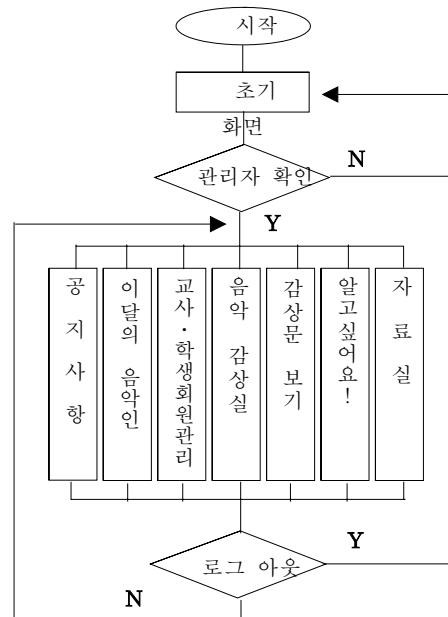 시작
초기
화면
관리자 확인
N
Y
공지사항
이달의 음악인
교사·학생회원관리
음악 감상실
감상문 보기
알고싶어요!
자료실
로그 아웃
Y
N